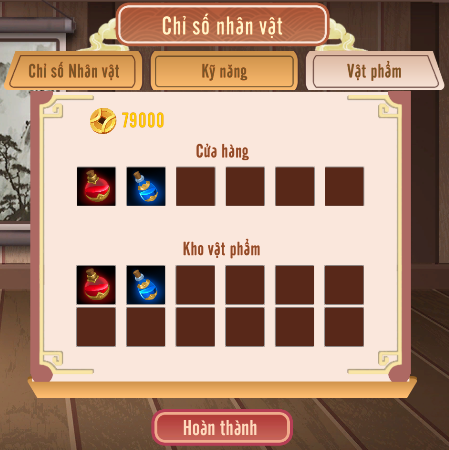 Chỉ số nhân vật
Chỉ số Nhân vật Kỹ năng Vật phẩm
79000
Cửa hàng
Kho vật phẩm
Hoàn thành